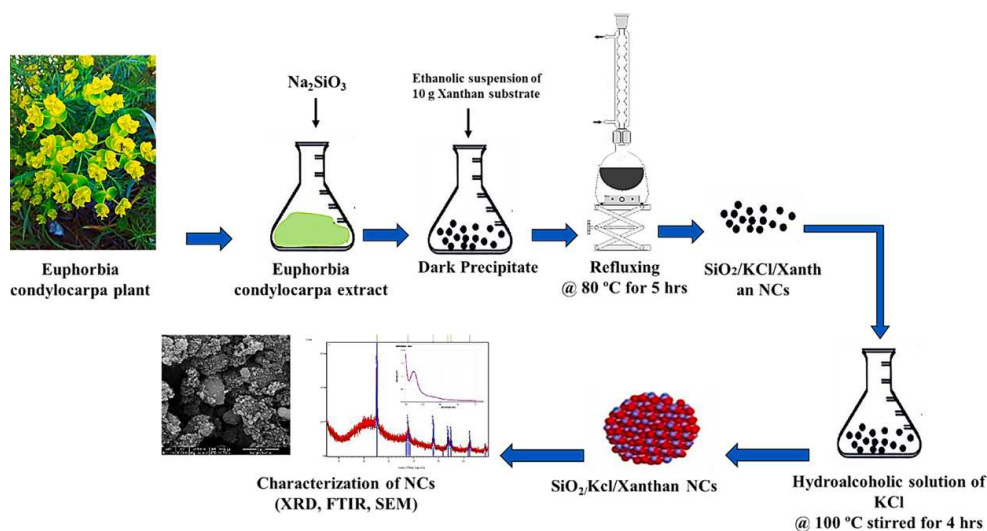 Na₂SiO₃
Ethanolic suspension of
10 g Xanthan substrate
Euphorbia
condylocarpa plant
Euphorbia
condylocarpa extract
Dark Precipitate
Refluxing
@ 80 ºC for 5 hrs
SiO₂/KCl/Xanth
an NCs
Characterization of NCs
(XRD, FTIR, SEM)
SiO₂/Kcl/Xanthan NCs
Hydroalcoholic solution of
KCl
@ 100 ºC stirred for 4 hrs